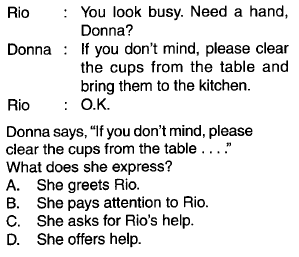 Rio : You look busy. Need a hand,
Donna?
Donna : If you don't mind, please clear
the cups from the table and
bring them to the kitchen.
Rio : O.K.
Donna says, "If you don't mind, please
clear the cups from the table . . . ."
What does she express?
A. She greets Rio.
B. She pays attention to Rio.
C. She asks for Rio's help.
D. She offers help.